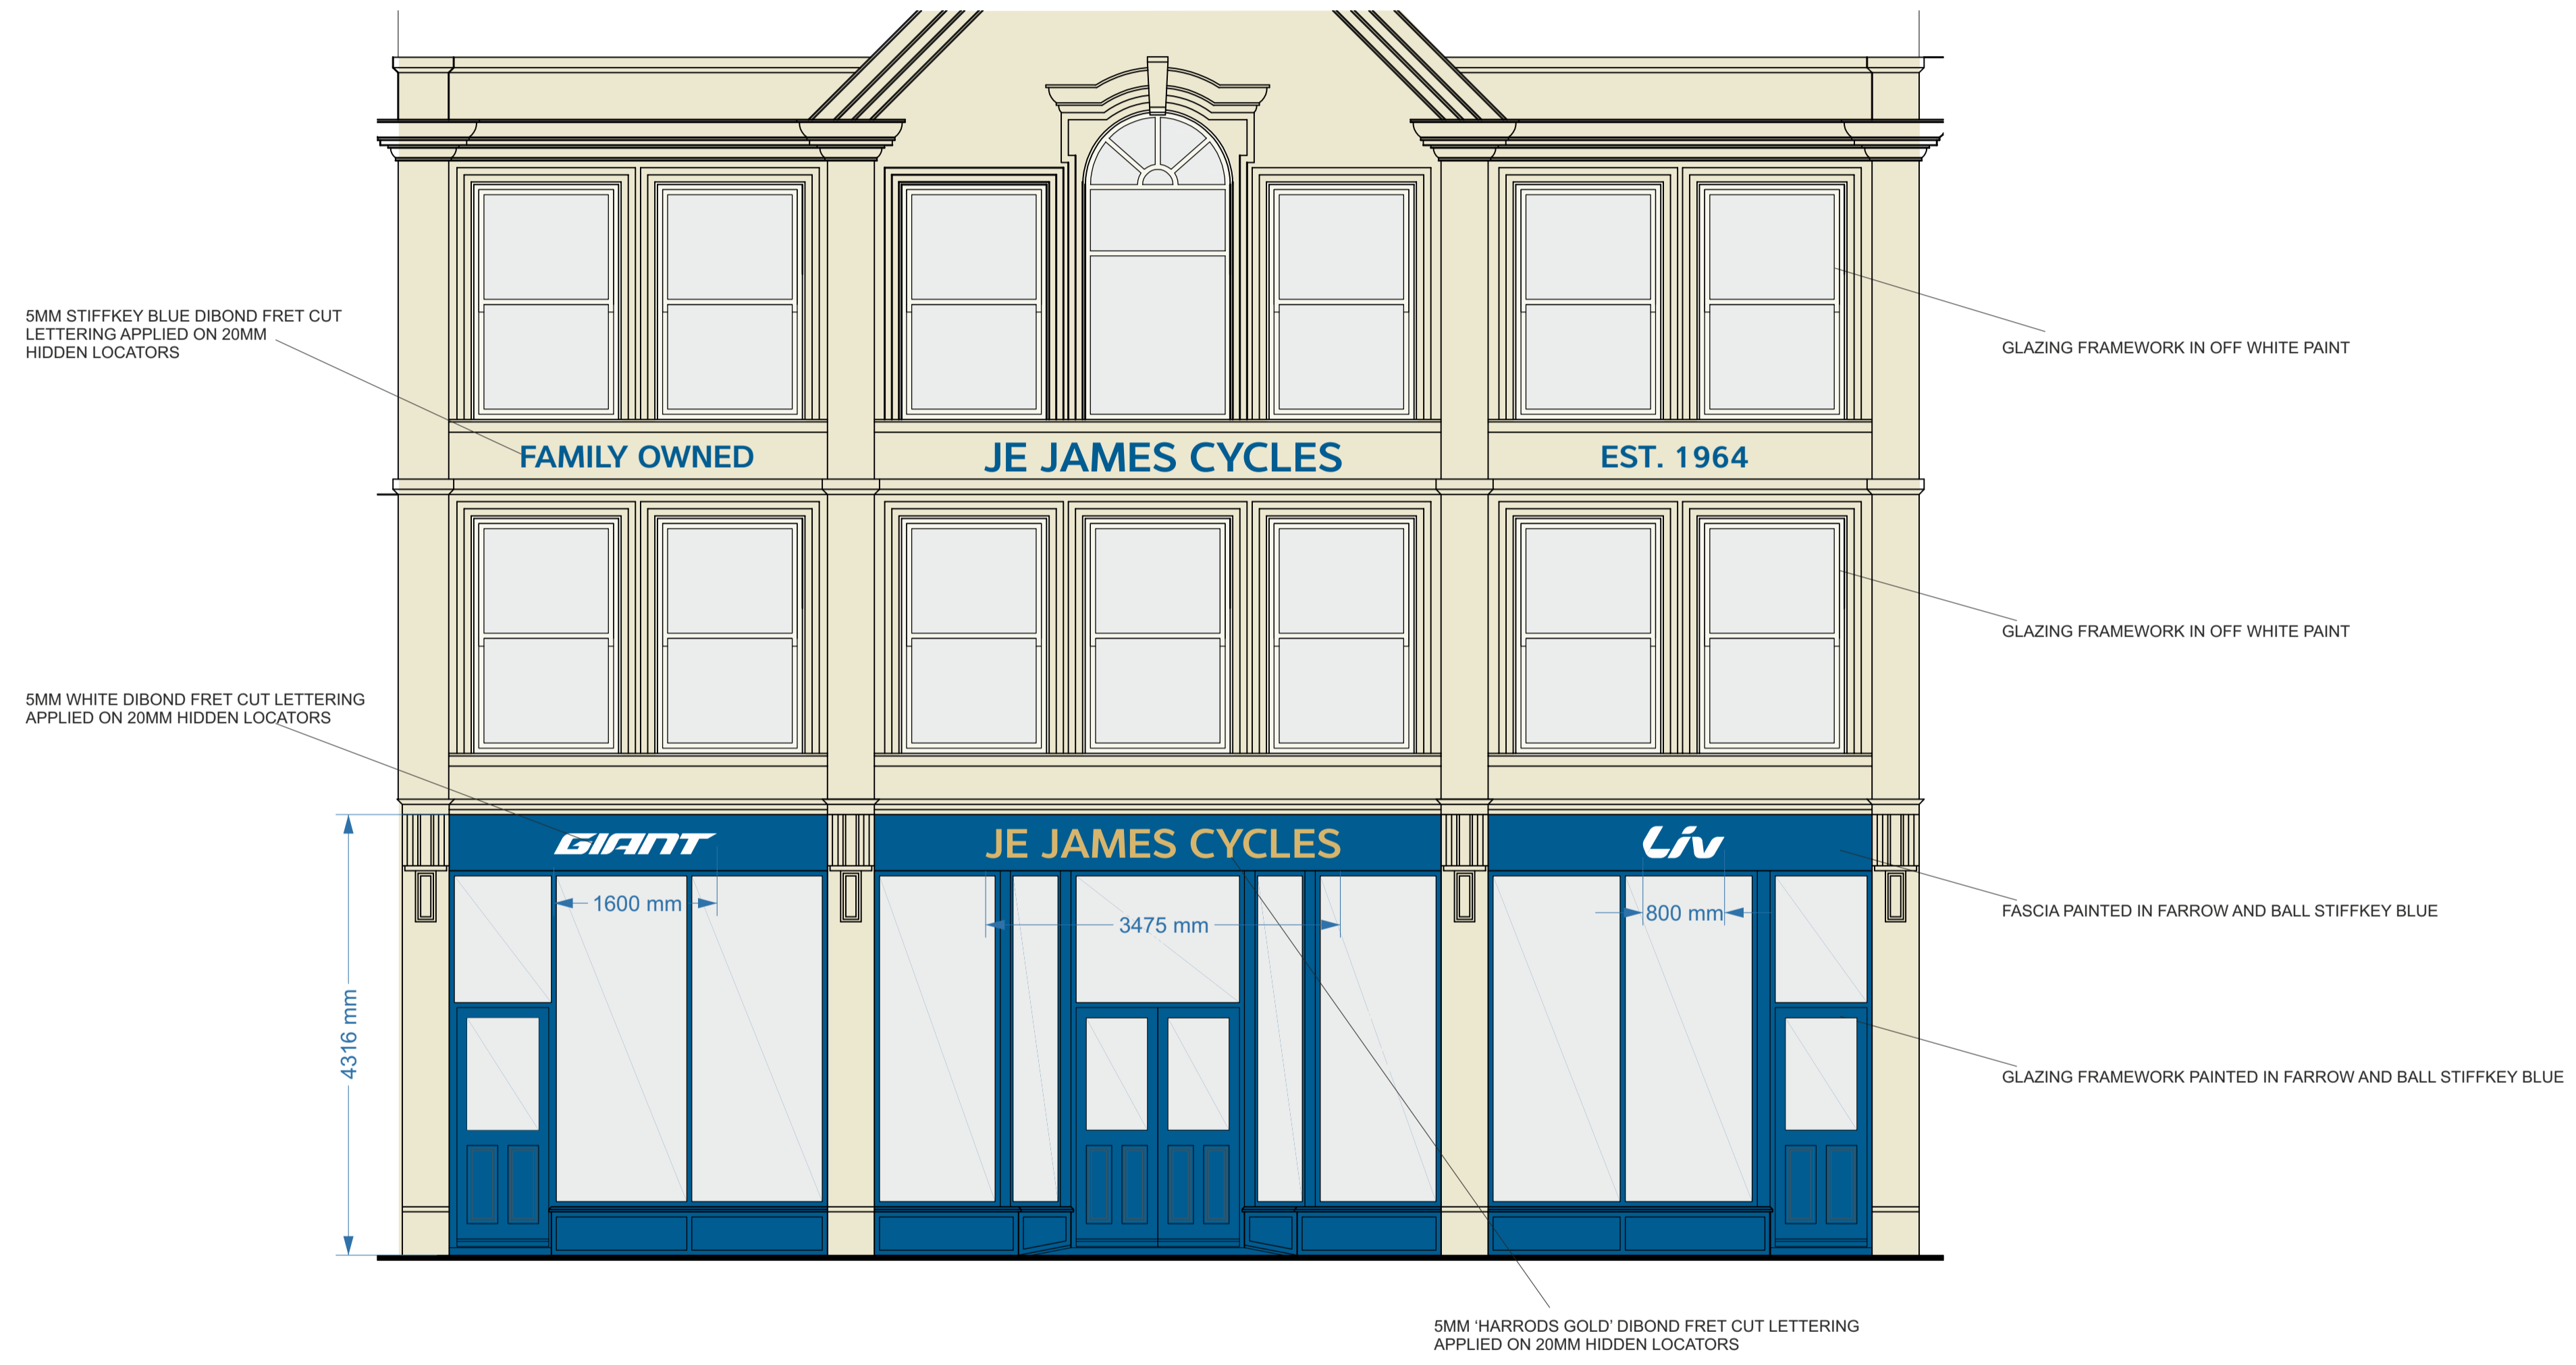 5MM STIFFKEY BLUE DIBOND FRET CUT
LETTERING APPLIED ON 20MM
HIDDEN LOCATORS
GLAZING FRAMEWORK IN OFF WHITE PAINT
FAMILY OWNED
JE JAMES CYCLES
EST. 1964
GLAZING FRAMEWORK IN OFF WHITE PAINT
5MM WHITE DIBOND FRET CUT LETTERING
APPLIED ON 20MM HIDDEN LOCATORS
GIANT
JE JAMES CYCLES
Liv
1600 mm
3475 mm
800 mm
FASCIA PAINTED IN FARROW AND BALL STIFFKEY BLUE
4316 mm
GLAZING FRAMEWORK PAINTED IN FARROW AND BALL STIFFKEY BLUE
5MM ‘HARRODS GOLD’ DIBOND FRET CUT LETTERING
APPLIED ON 20MM HIDDEN LOCATORS